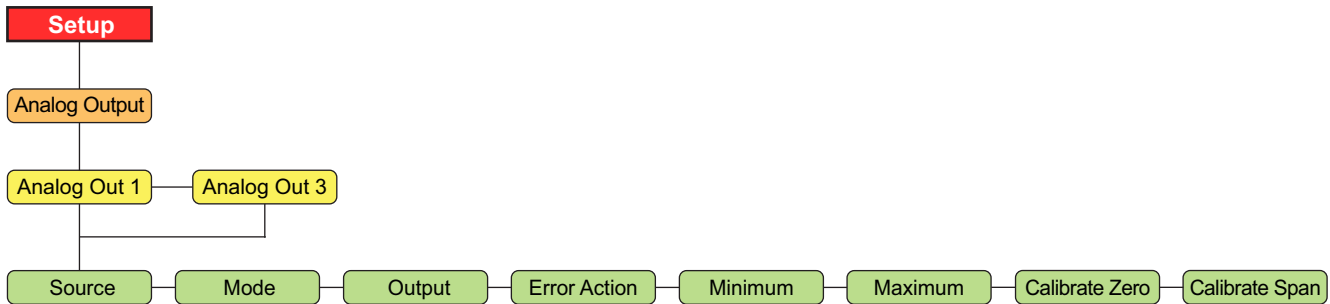 Setup
Analog Output
Analog Out 1
Analog Out 3
Source
Mode
Output
Error Action
Minimum
Maximum
Calibrate Zero
Calibrate Span